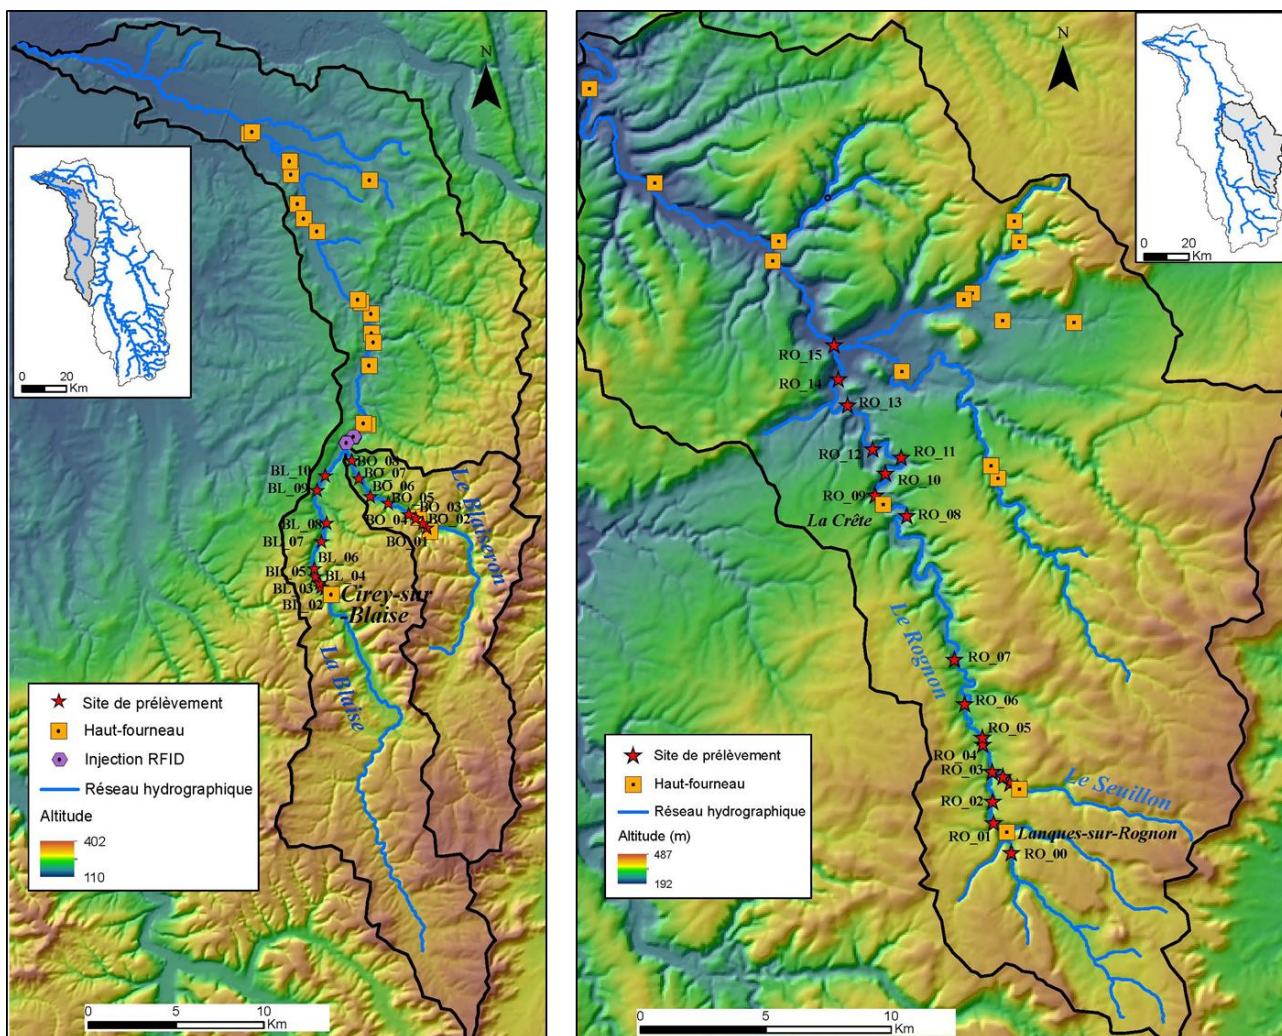 N
0
20
Km
BO_08
BO_07
BL_10
BL_09
BO_06
BO_05
BO_03
BO_04
BO_02
BO_01
BL_08
BL_07
BL_06
BL_05
BL_04
BL_03
BL_02
Le Blaiseron
Cirey-sur
-Blaise
La Blaise
Site de prélèvement
Haut-fourneau
Injection RFID
Réseau hydrographique
Altitude
402
110
0
5
10
Km
N
0
20
Km
RO_15
RO_14
RO_13
RO_12
RO_11
RO_10
RO_09
La Crête
RO_08
Le Rognon
RO_07
RO_06
RO_05
RO_04
RO_03
Le Seuillon
RO_02
RO_01
Lanques-sur-Rognon
RO_00
Site de prélèvement
Haut-fourneau
Réseau hydrographique
Altitude (m)
487
192
0
5
10
Km